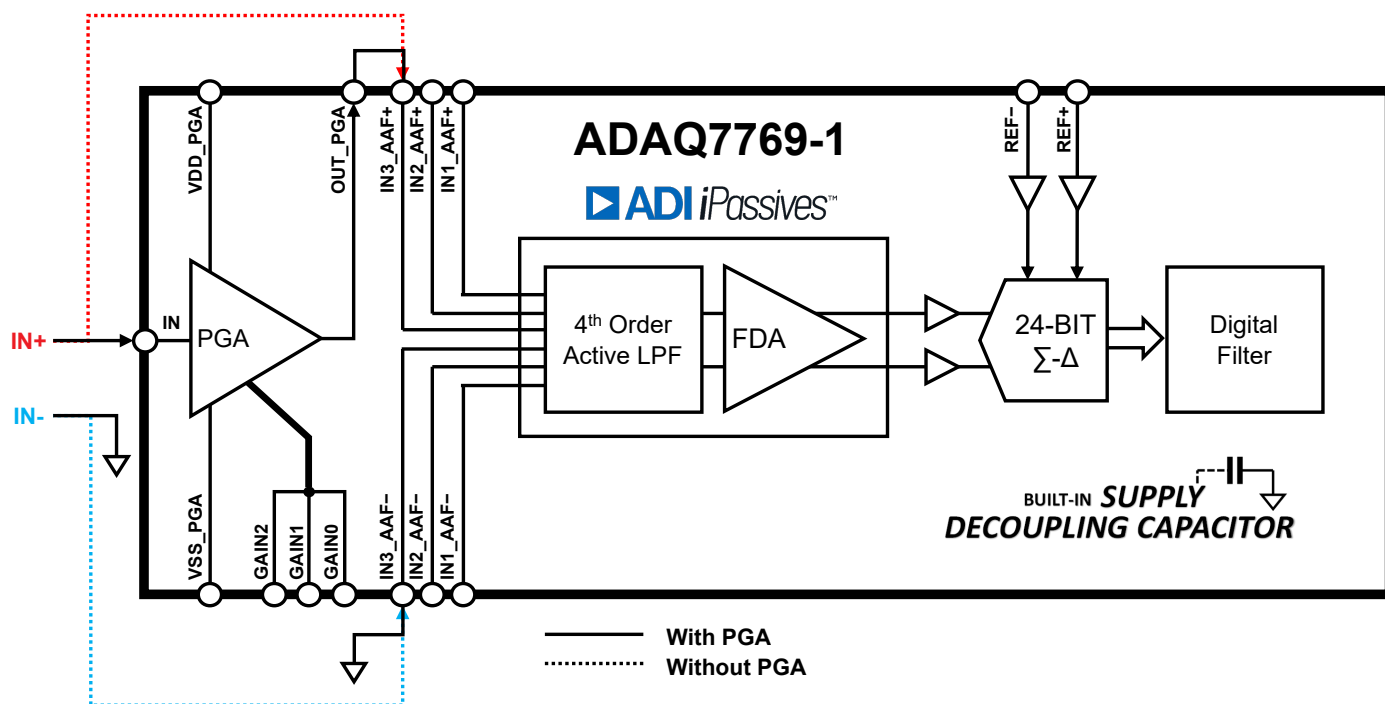 VDD_PGA
OUT_PGA
IN3_AAF+
IN2_AAF+
IN1_AAF+
ADAQ7769-1
ADI iPassives™
REF−
REF+
IN+
IN
PGA
4th Order
Active LPF
FDA
24-BIT
∑-Δ
Digital
Filter
IN-
VSS_PGA
GAIN2
GAIN1
GAIN0
IN3_AAF−
IN2_AAF−
IN1_AAF−
BUILT-IN SUPPLY
DECOUPLING CAPACITOR
With PGA
Without PGA